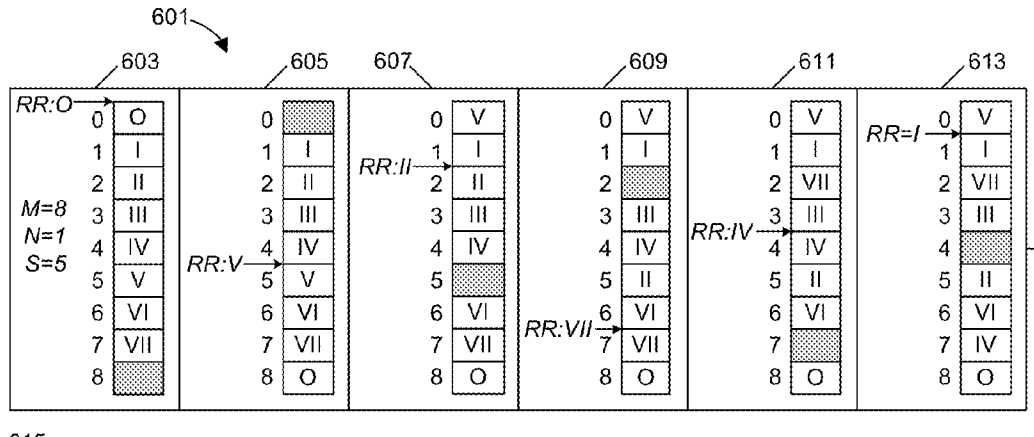 601
603 605 607 609 611 613
RR:O RR=I
0 O 0 0 V 0 V 0 V 0 V
1 I 1 I 1 I 1 I 1 I 1 I
RR:II
2 II 2 II 2 II 2 2 VII 2 VII
M=8 3 III 3 III 3 III 3 III 3 III 3 III
N=1 RR:IV
S=5 4 IV 4 IV 4 IV 4 IV 4 IV 4
RR:V
5 V 5 V 5 5 II 5 II 5 II
6 VI 6 VI 6 VI 6 VI 6 VI 6 VI
RR:VII
7 VII 7 VII 7 VII 7 VII 7 7 IV
8 8 O 8 O 8 O 8 O 8 O